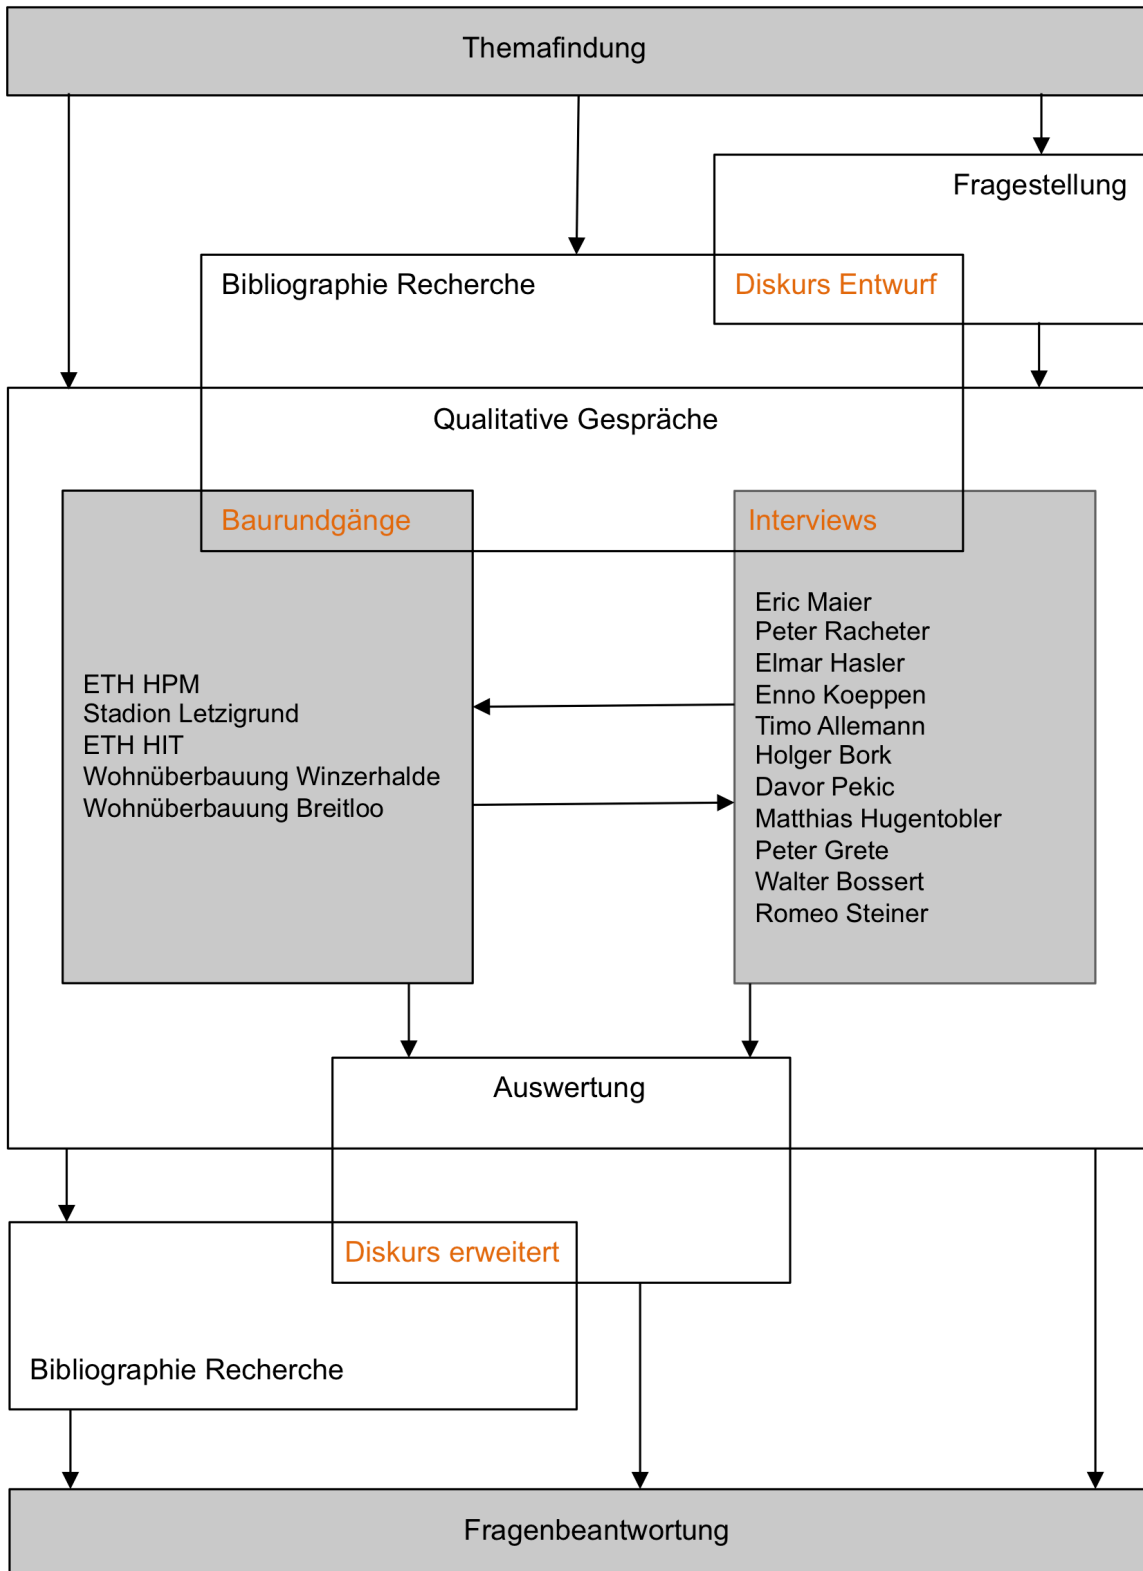 Themafindung
Fragestellung
Bibliographie Recherche
Diskurs Entwurf
Qualitative Gespräche
Baurundgänge
ETH HPM
Stadion Letzigrund
ETH HIT
Wohnüberbauung Winzerhalde
Wohnüberbauung Breitloo
Interviews
Eric Maier
Peter Racheter
Elmar Hasler
Enno Koeppen
Timo Allemann
Holger Bork
Davor Pekic
Matthias Hugentobler
Peter Grete
Walter Bossert
Romeo Steiner
Auswertung
Diskurs erweitert
Bibliographie Recherche
Fragenbeantwortung